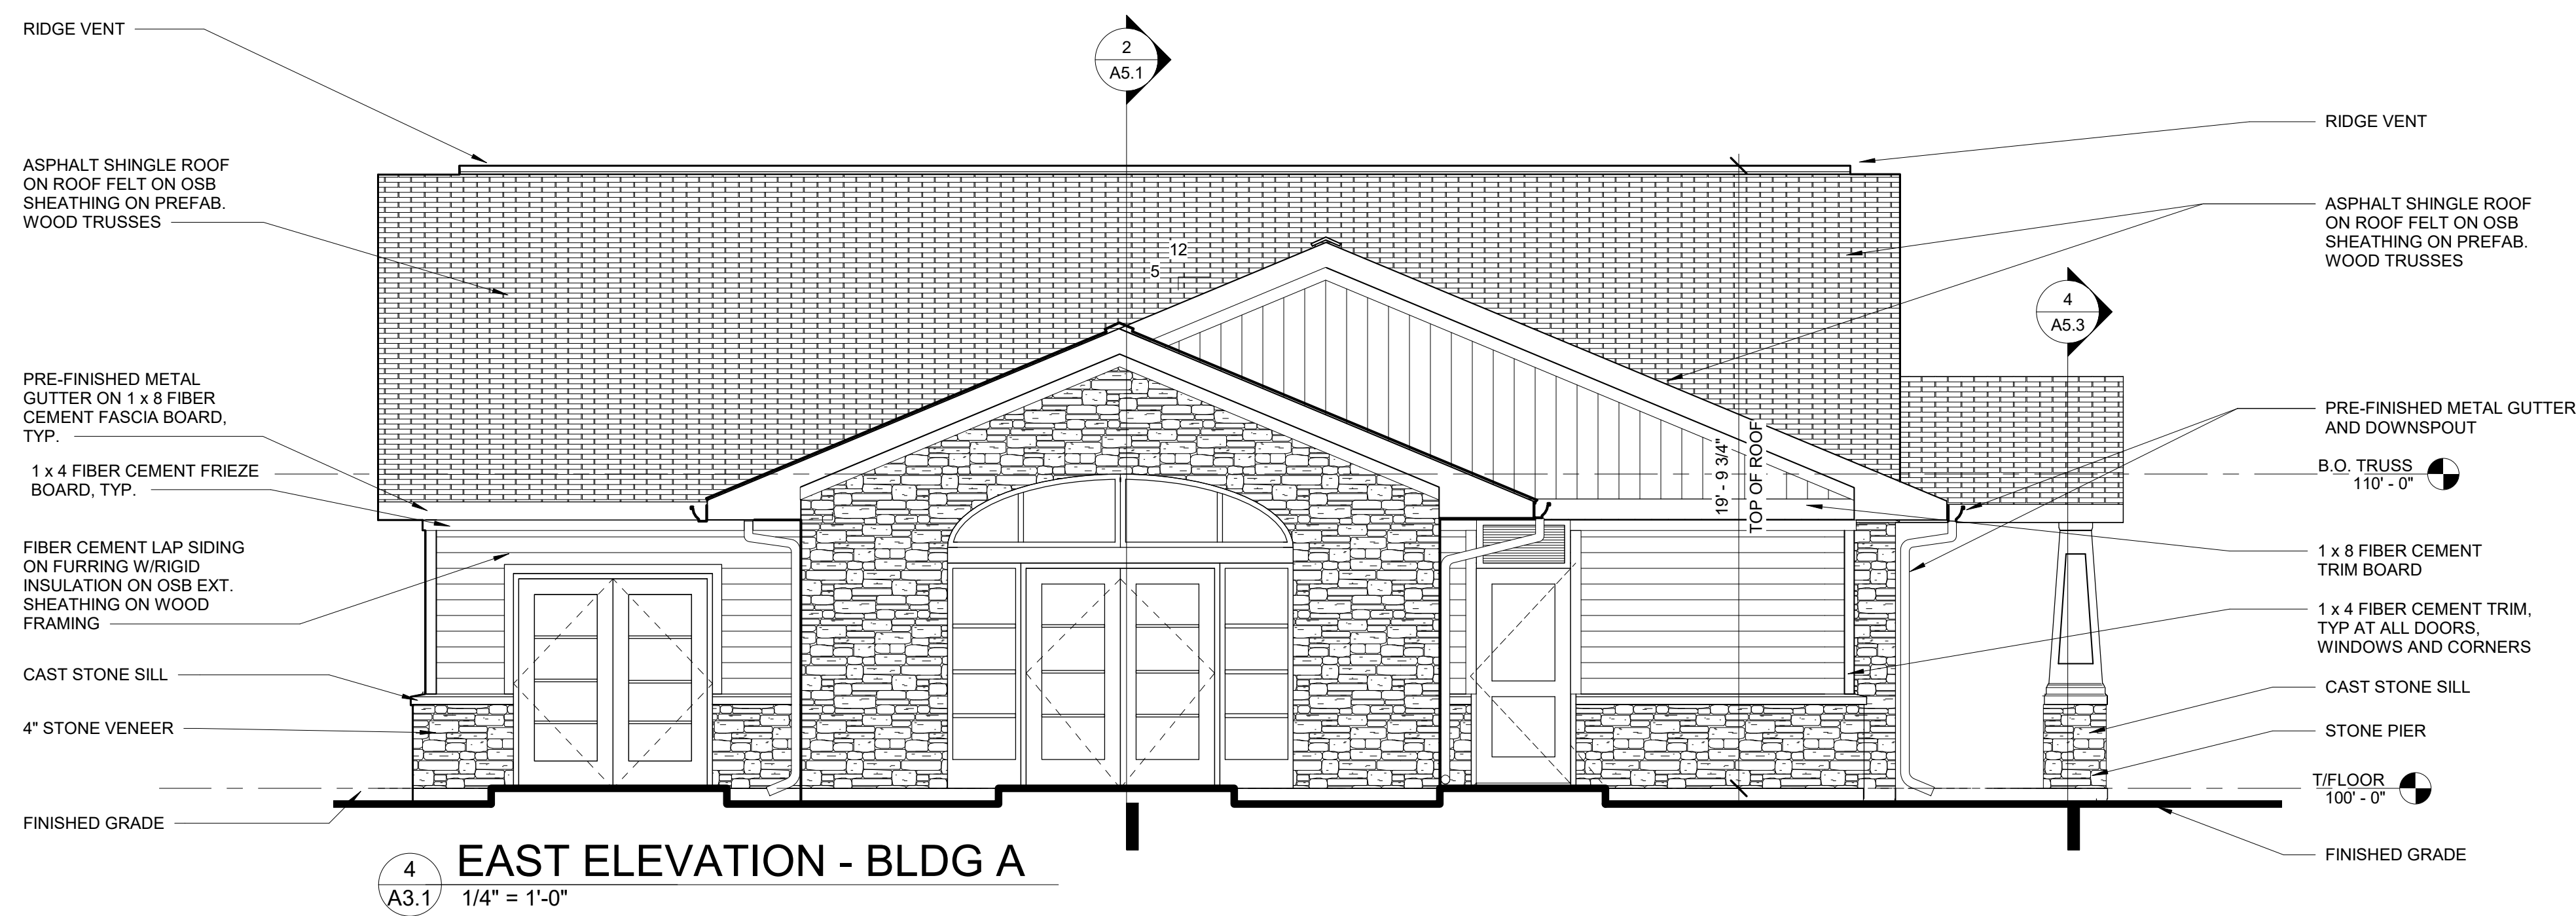 RIDGE VENT
ASPHALT SHINGLE ROOF
ON ROOF FELT ON OSB
SHEATHING ON PREFAB.
WOOD TRUSSES
PRE-FINISHED METAL
GUTTER ON 1 x 8 FIBER
CEMENT FASCIA BOARD,
TYP.
1 x 4 FIBER CEMENT FRIEZE
BOARD, TYP.
FIBER CEMENT LAP SIDING
ON FURRING W/RIGID
INSULATION ON OSB EXT.
SHEATHING ON WOOD
FRAMING
CAST STONE SILL
4" STONE VENEER
FINISHED GRADE
2
A5.1
12
5
19' - 9 3/4"
TOP OF ROOF
4
A5.3
RIDGE VENT
ASPHALT SHINGLE ROOF
ON ROOF FELT ON OSB
SHEATHING ON PREFAB.
WOOD TRUSSES
PRE-FINISHED METAL GUTTER
AND DOWNSPOUT
B.O. TRUSS
110' - 0"
1 x 8 FIBER CEMENT
TRIM BOARD
1 x 4 FIBER CEMENT TRIM,
TYP AT ALL DOORS,
WINDOWS AND CORNERS
CAST STONE SILL
STONE PIER
T/FLOOR
100' - 0"
FINISHED GRADE
4
A3.1
EAST ELEVATION - BLDG A
1/4" = 1'-0"